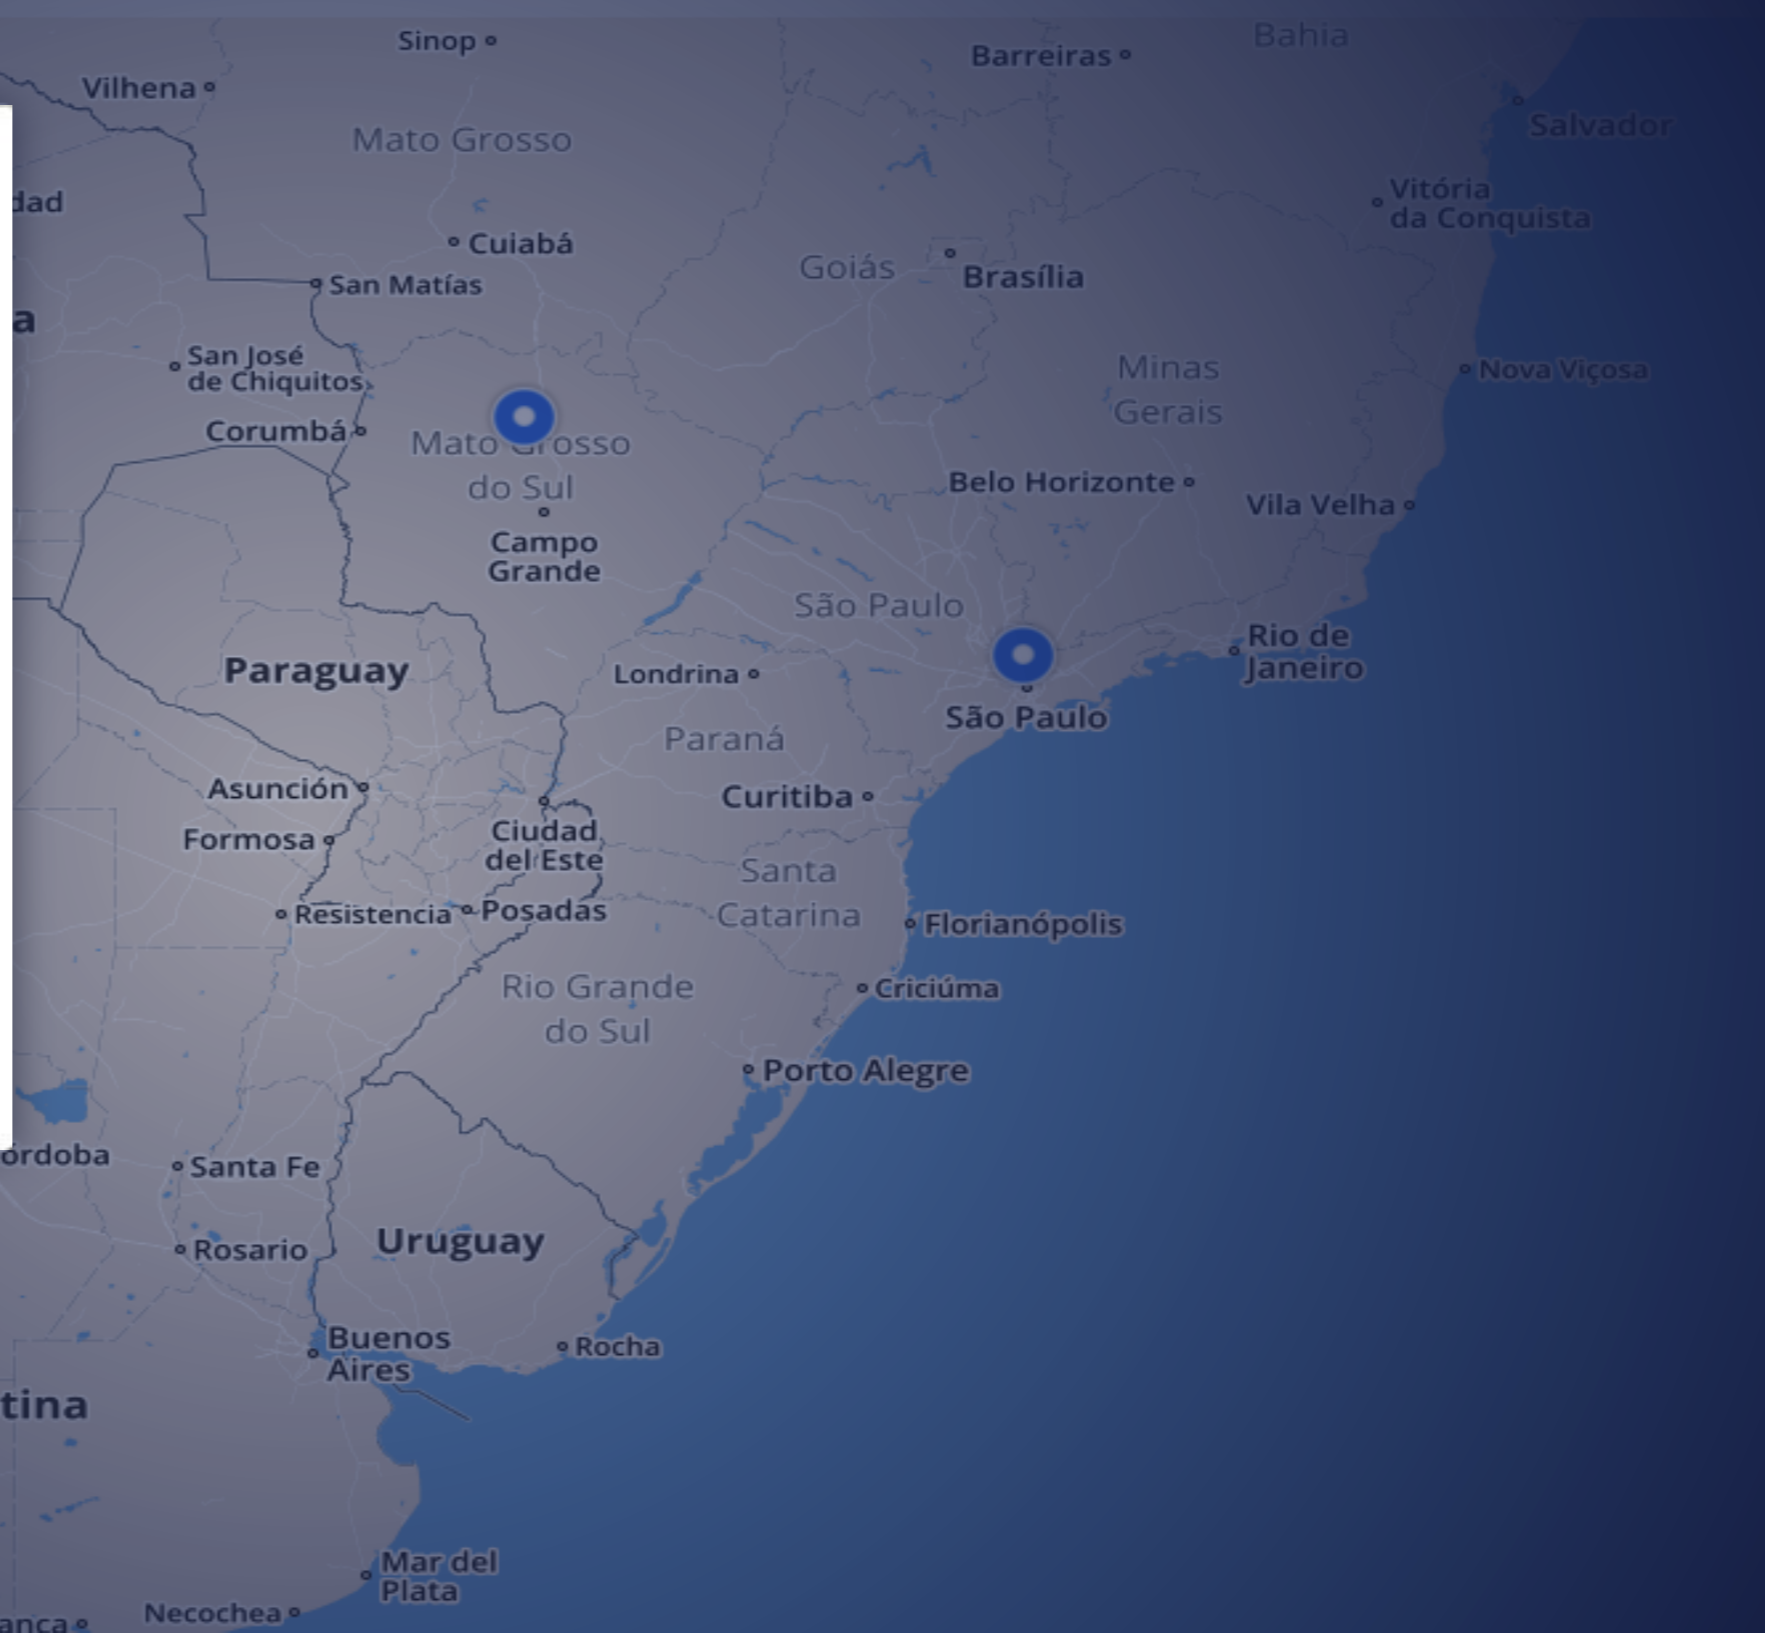 Bahia
Sinop
Barreiras
Vilhena
Salvador
Mato Grosso
Vitória
da Conquista
dad
Cuiabá
Goiás
Brasília
San Matías
a
San José
de Chiquitos
Minas
Gerais
Nova Viçosa
Corumbá
Mato Grosso
do Sul
Belo Horizonte
Vila Velha
Campo
Grande
São Paulo
Rio de
Janeiro
Paraguay
Londrina
São Paulo
Paraná
Asunción
Curitiba
Formosa
Ciudad
del Este
Santa
Catarina
Resistencia
Posadas
Florianópolis
Rio Grande
do Sul
Criciúma
Porto Alegre
órdoba
Santa Fe
Rosario
Uruguay
Buenos
Aires
Rocha
tina
Mar del
Plata
Necochea
anca